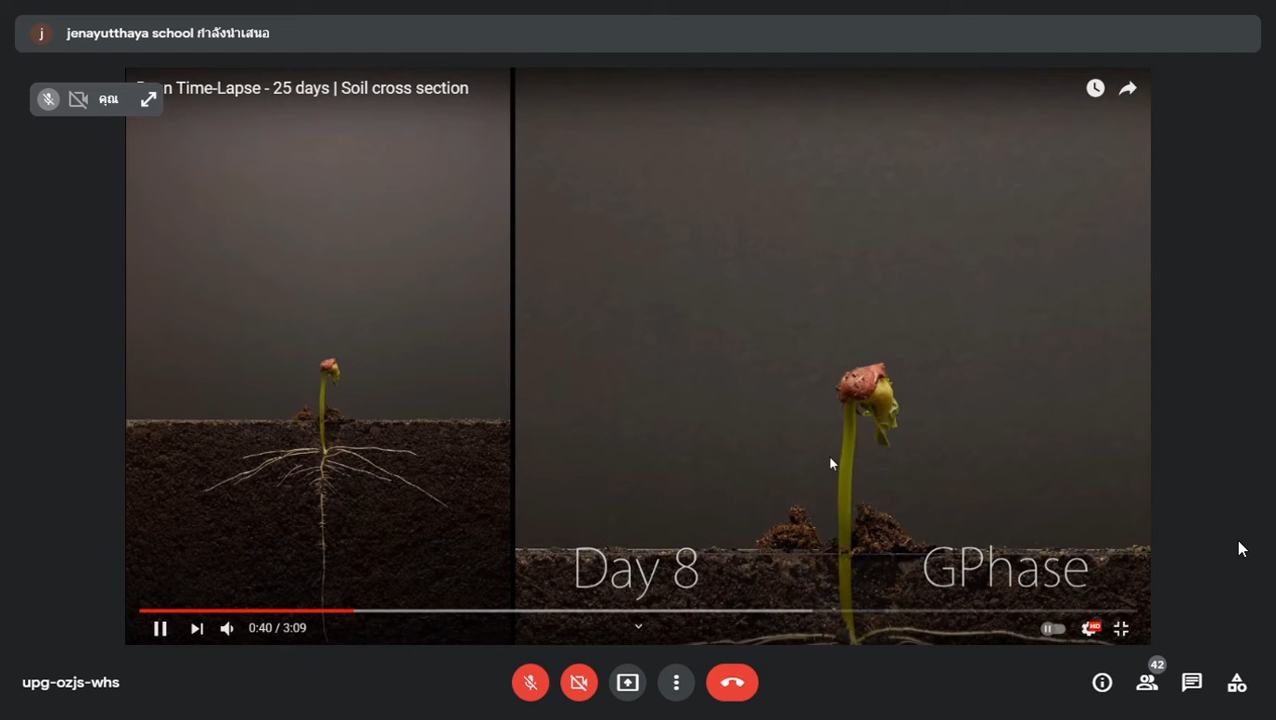 j jenayutthaya school กำลังนำเสนอ
n Time-Lapse - 25 days | Soil cross section
คุณ
Day 8
GPhase
0:40 / 3:09
HD
upg-ozjs-whs
42